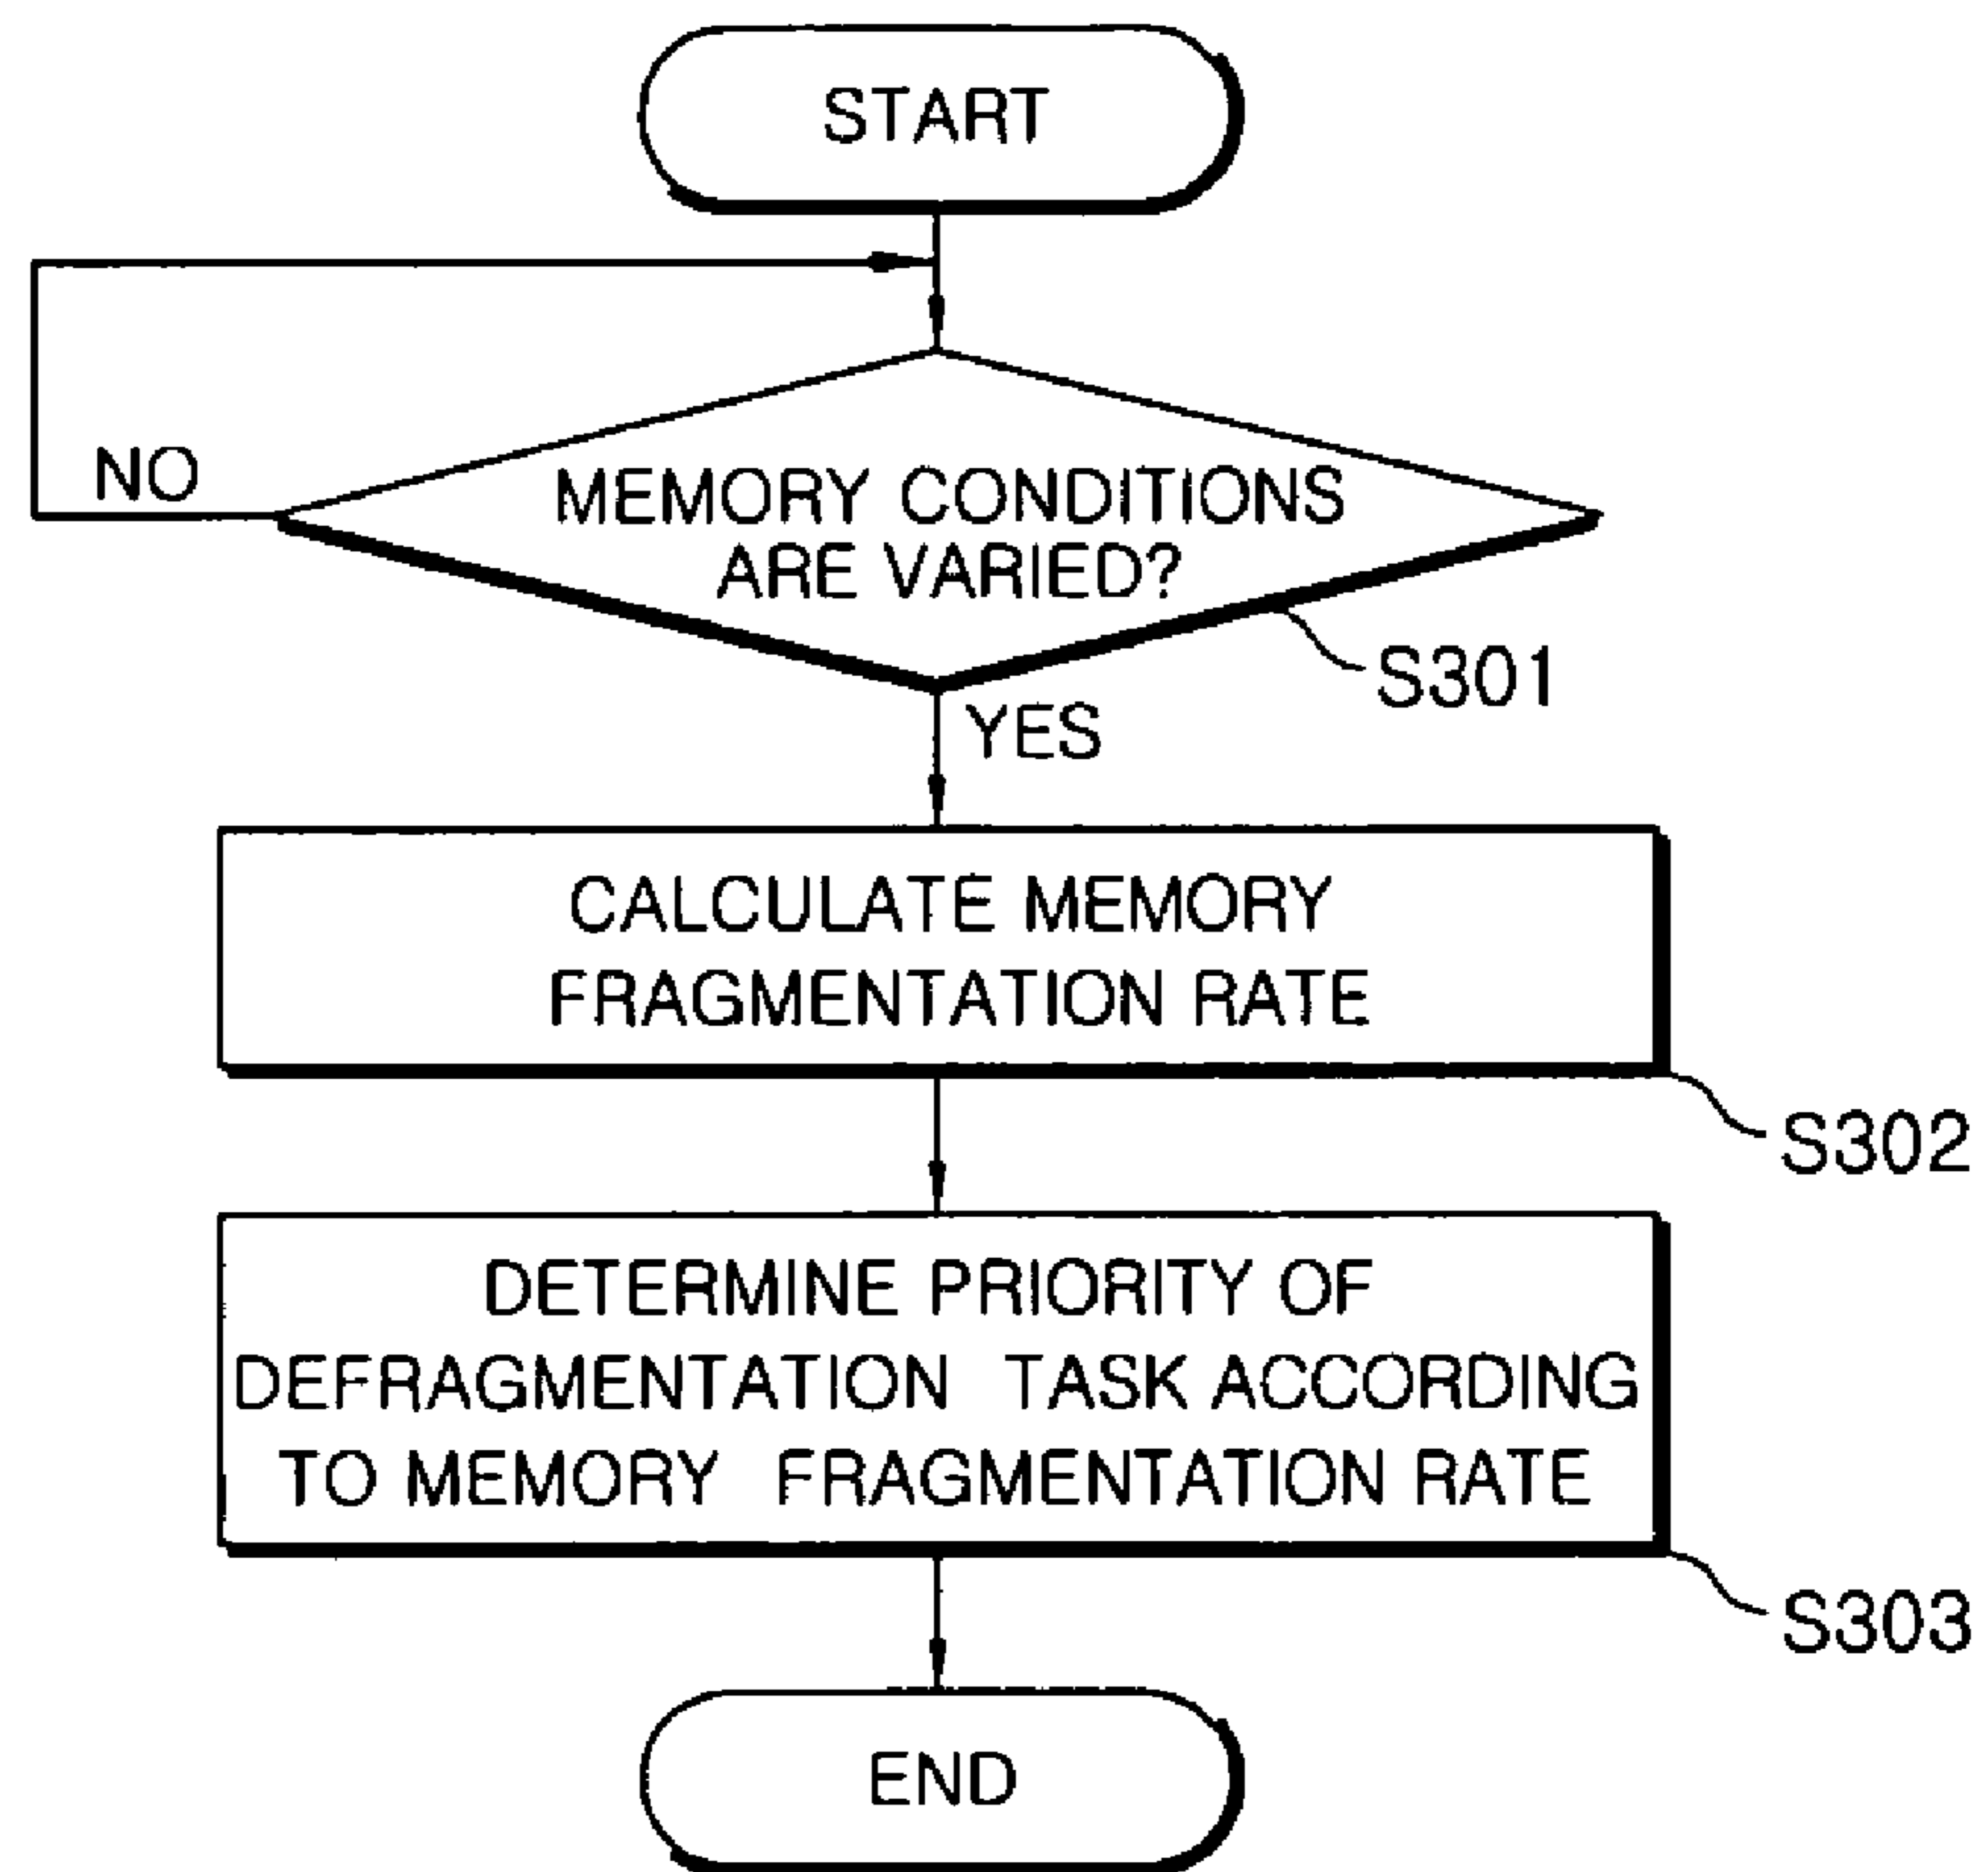 START
NO
MEMORY CONDITIONS
ARE VARIED?
S301
YES
CALCULATE MEMORY
FRAGMENTATION RATE
S302
DETERMINE PRIORITY OF
DEFRAGMENTATION TASK ACCORDING
TO MEMORY FRAGMENTATION RATE
S303
END